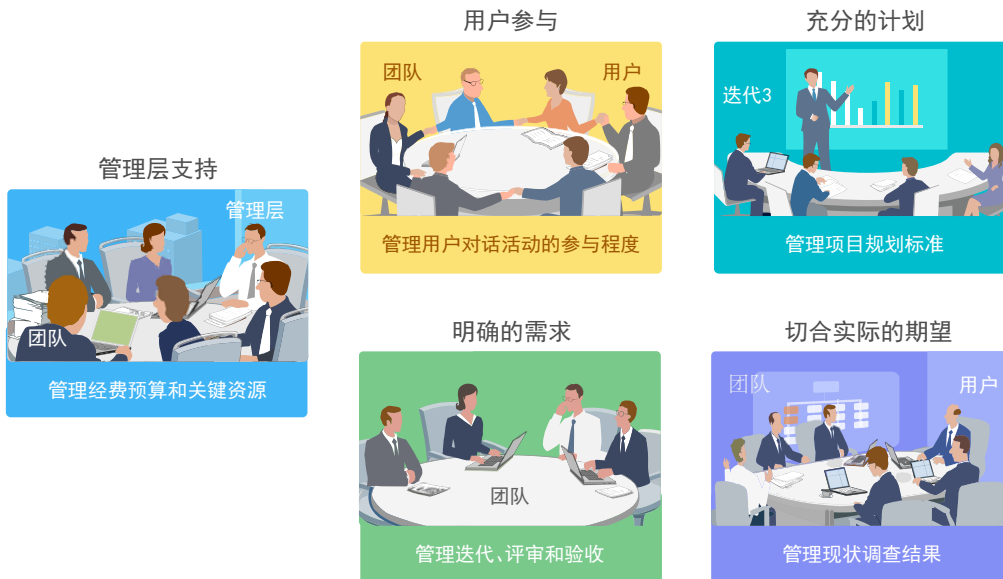 管理层支持
管理层
团队
管理经费预算和关键资源
用户参与
团队
用户
管理用户对话活动的参与程度
充分的计划
迭代3
管理项目规划标准
明确的需求
团队
管理迭代、评审和验收
切合实际的期望
团队
用户
管理现状调查结果